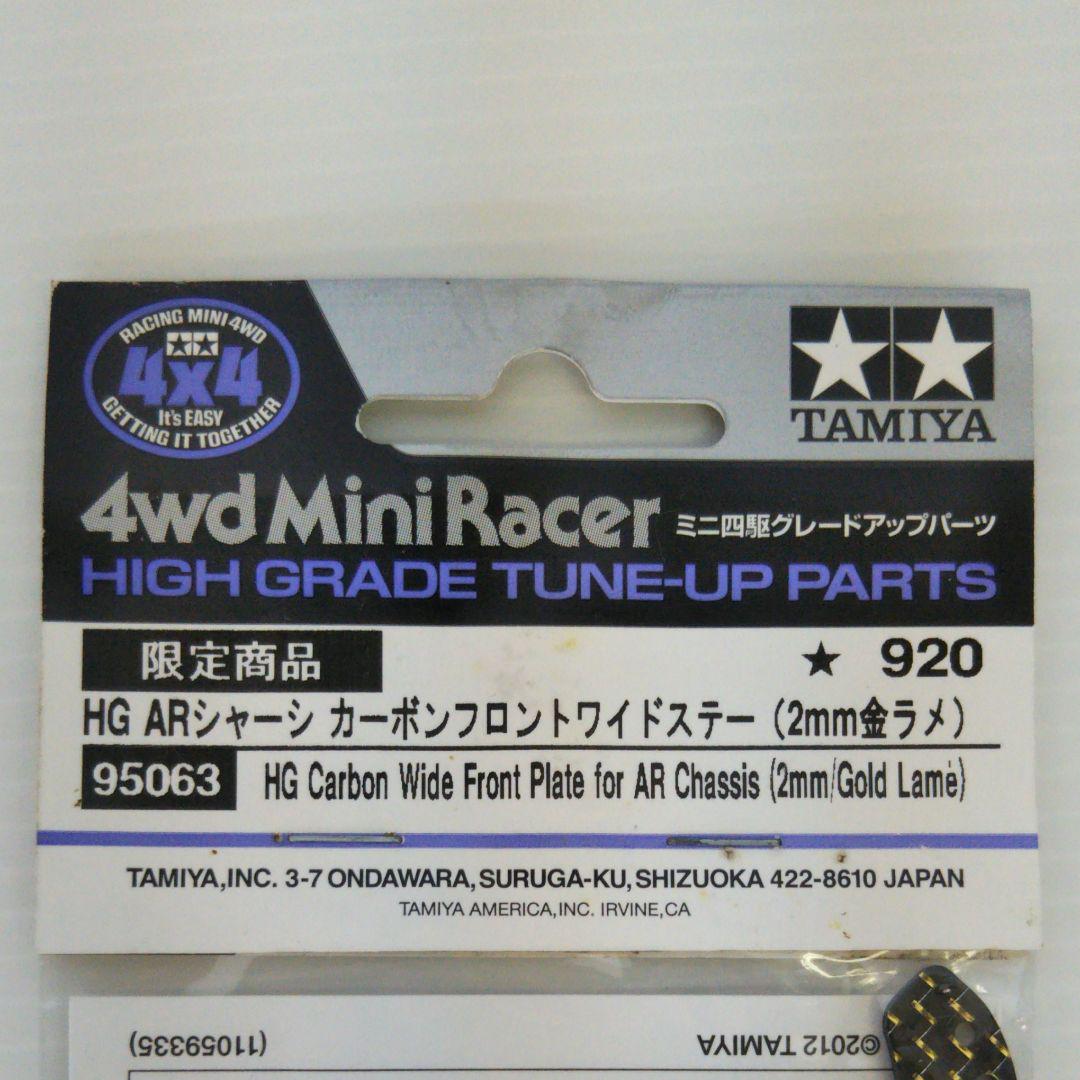 RACING MINI 4WD
4x4
It's EASY
GETTING IT TOGETHER
TAMIYA
4wd Mini Racer ミニ四駆グレードアップパーツ
HIGH GRADE TUNE-UP PARTS
限定商品 ★ 920
HG ARシャーシ カーボンフロントワイドステー(2mm金ラメ)
95063 HG Carbon Wide Front Plate for AR Chassis (2mm/Gold Lamé)
TAMIYA,INC. 3-7 ONDAWARA, SURUGA-KU, SHIZUOKA 422-8610 JAPAN
TAMIYA AMERICA, INC. IRVINE, CA
©2012 TAMIYA (11059335)